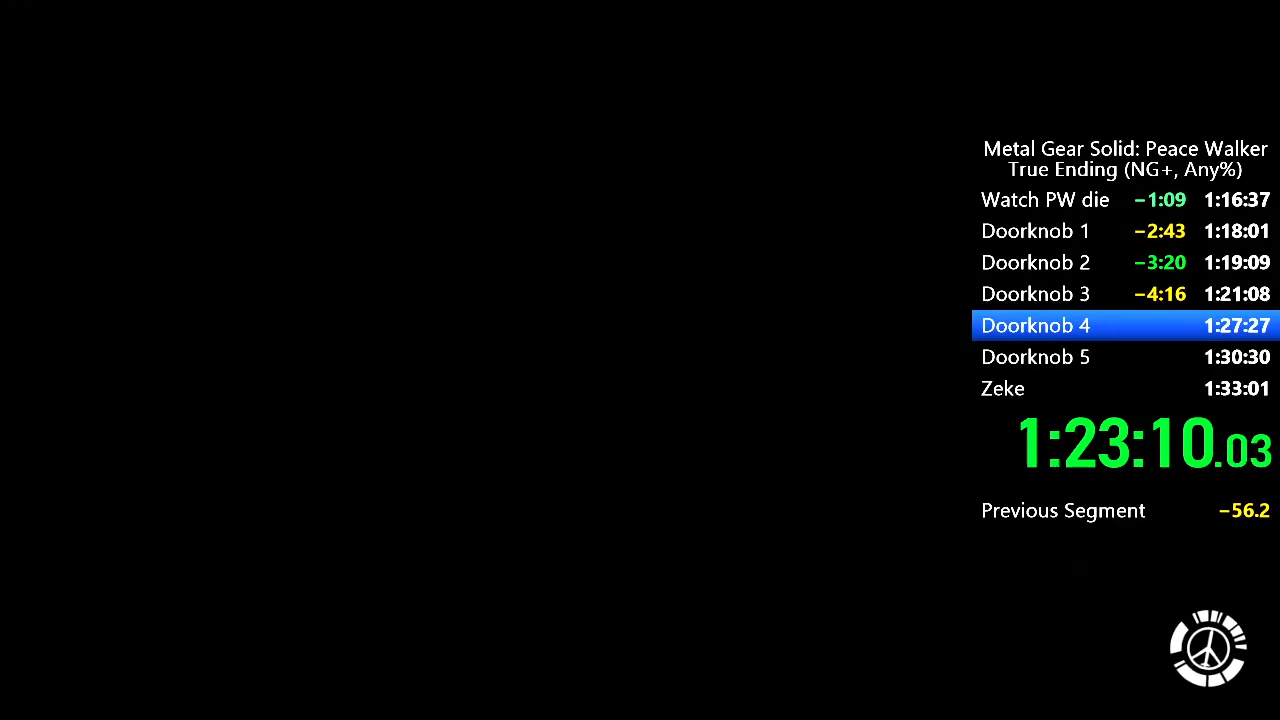 Metal Gear Solid: Peace Walker
True Ending (NG+, Any%)
Watch PW die −1:09 1:16:37
Doorknob 1 −2:43 1:18:01
Doorknob 2 −3:20 1:19:09
Doorknob 3 −4:16 1:21:08
Doorknob 4 1:27:27
Doorknob 5 1:30:30
Zeke 1:33:01
1:23:10.03
Previous Segment −56.2